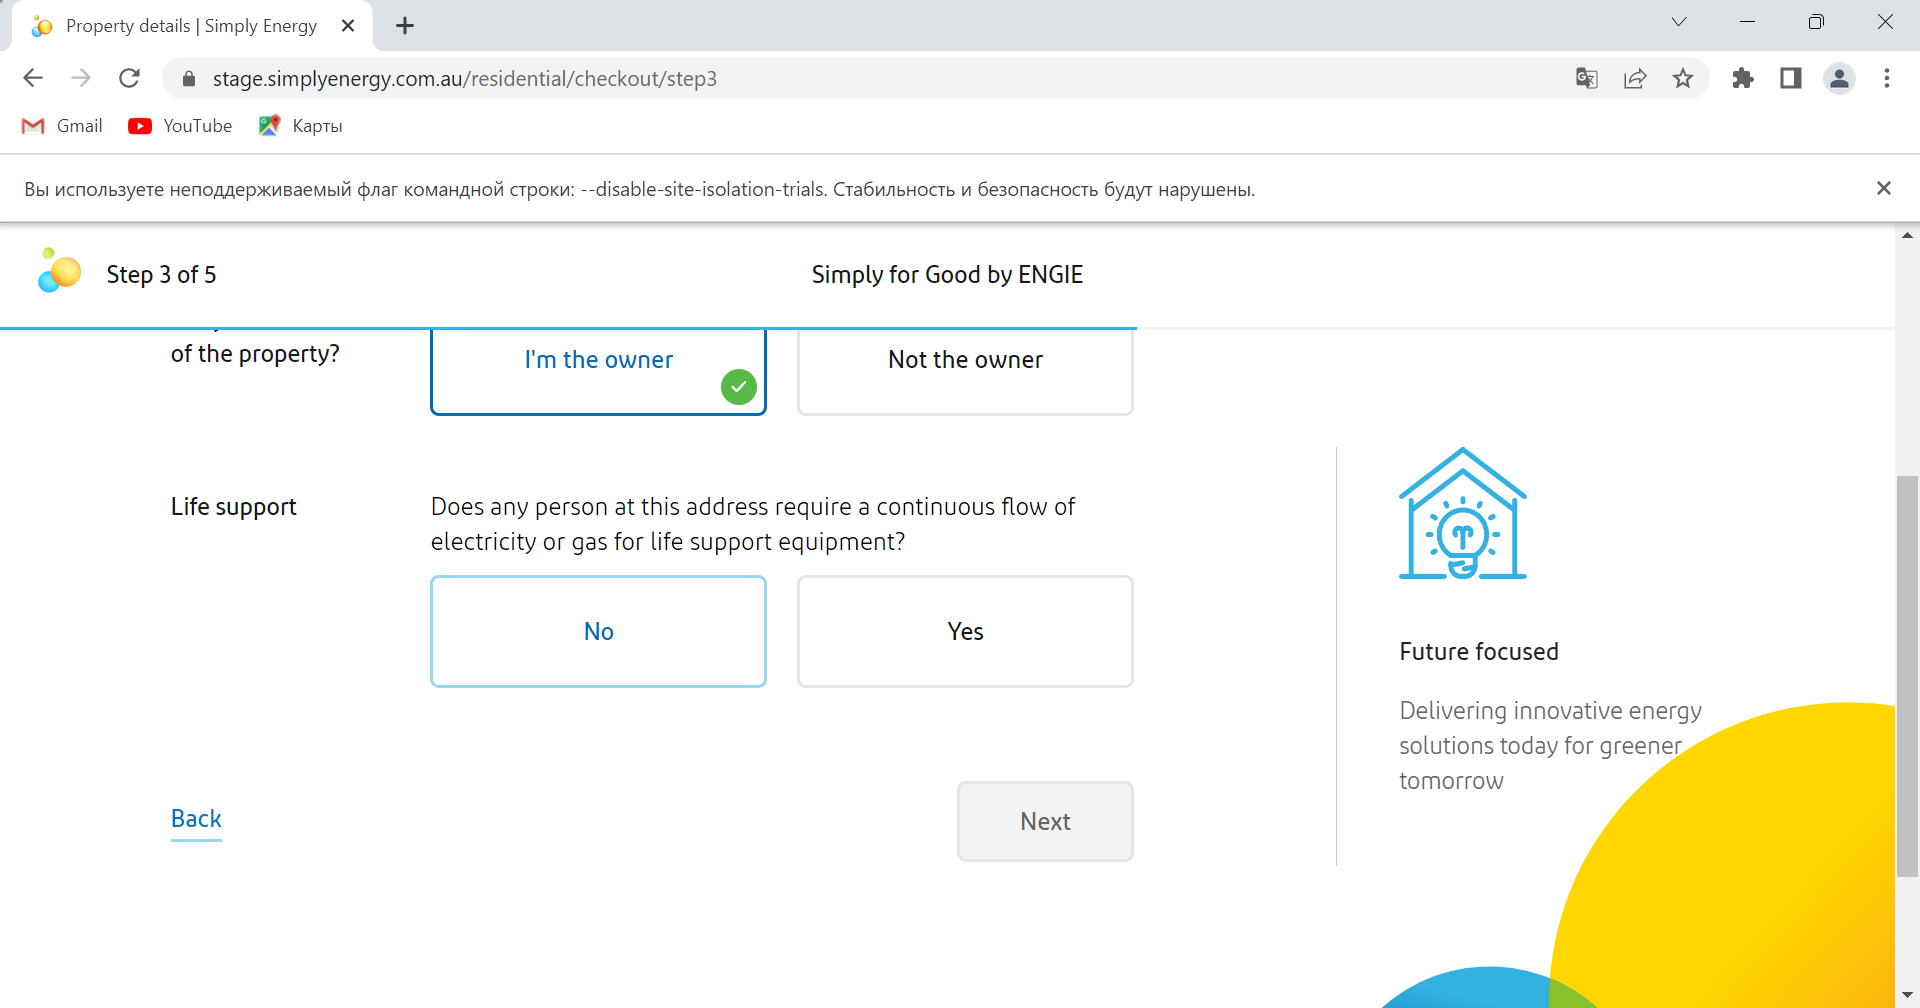 Property details | Simply Energy
stage.simplyenergy.com.au/residential/checkout/step3
Gmail
YouTube
Карты
Вы используете неподдерживаемый флаг командной строки: --disable-site-isolation-trials. Стабильность и безопасность будут нарушены.
Step 3 of 5
Simply for Good by ENGIE
of the property?
I'm the owner
Not the owner
Life support
Does any person at this address require a continuous flow of
electricity or gas for life support equipment?
No
Yes
Back
Next
Future focused
Delivering innovative energy
solutions today for greener
tomorrow